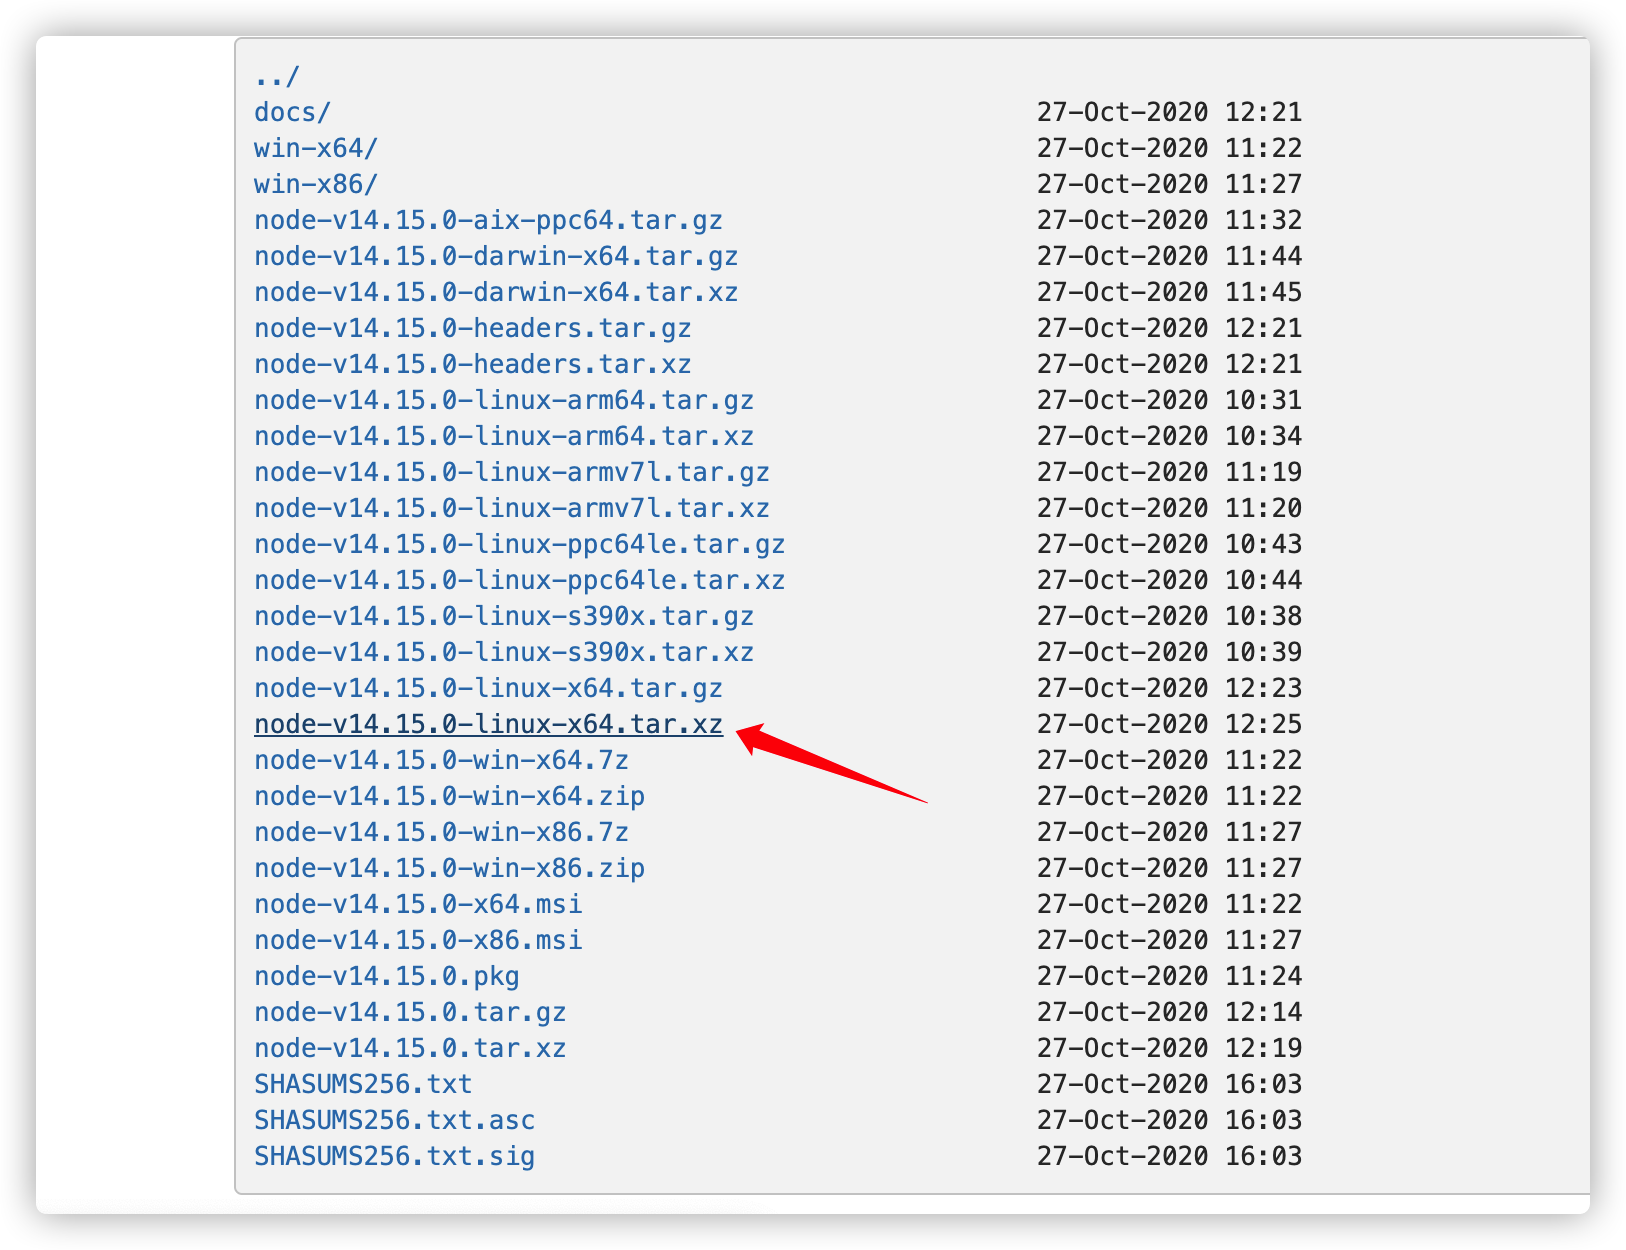 ../
docs/ 27-Oct-2020 12:21
win-x64/ 27-Oct-2020 11:22
win-x86/ 27-Oct-2020 11:27
node-v14.15.0-aix-ppc64.tar.gz 27-Oct-2020 11:32
node-v14.15.0-darwin-x64.tar.gz 27-Oct-2020 11:44
node-v14.15.0-darwin-x64.tar.xz 27-Oct-2020 11:45
node-v14.15.0-headers.tar.gz 27-Oct-2020 12:21
node-v14.15.0-headers.tar.xz 27-Oct-2020 12:21
node-v14.15.0-linux-arm64.tar.gz 27-Oct-2020 10:31
node-v14.15.0-linux-arm64.tar.xz 27-Oct-2020 10:34
node-v14.15.0-linux-armv7l.tar.gz 27-Oct-2020 11:19
node-v14.15.0-linux-armv7l.tar.xz 27-Oct-2020 11:20
node-v14.15.0-linux-ppc64le.tar.gz 27-Oct-2020 10:43
node-v14.15.0-linux-ppc64le.tar.xz 27-Oct-2020 10:44
node-v14.15.0-linux-s390x.tar.gz 27-Oct-2020 10:38
node-v14.15.0-linux-s390x.tar.xz 27-Oct-2020 10:39
node-v14.15.0-linux-x64.tar.gz 27-Oct-2020 12:23
node-v14.15.0-linux-x64.tar.xz 27-Oct-2020 12:25
node-v14.15.0-win-x64.7z 27-Oct-2020 11:22
node-v14.15.0-win-x64.zip 27-Oct-2020 11:22
node-v14.15.0-win-x86.7z 27-Oct-2020 11:27
node-v14.15.0-win-x86.zip 27-Oct-2020 11:27
node-v14.15.0-x64.msi 27-Oct-2020 11:22
node-v14.15.0-x86.msi 27-Oct-2020 11:27
node-v14.15.0.pkg 27-Oct-2020 11:24
node-v14.15.0.tar.gz 27-Oct-2020 12:14
node-v14.15.0.tar.xz 27-Oct-2020 12:19
SHASUMS256.txt 27-Oct-2020 16:03
SHASUMS256.txt.asc 27-Oct-2020 16:03
SHASUMS256.txt.sig 27-Oct-2020 16:03